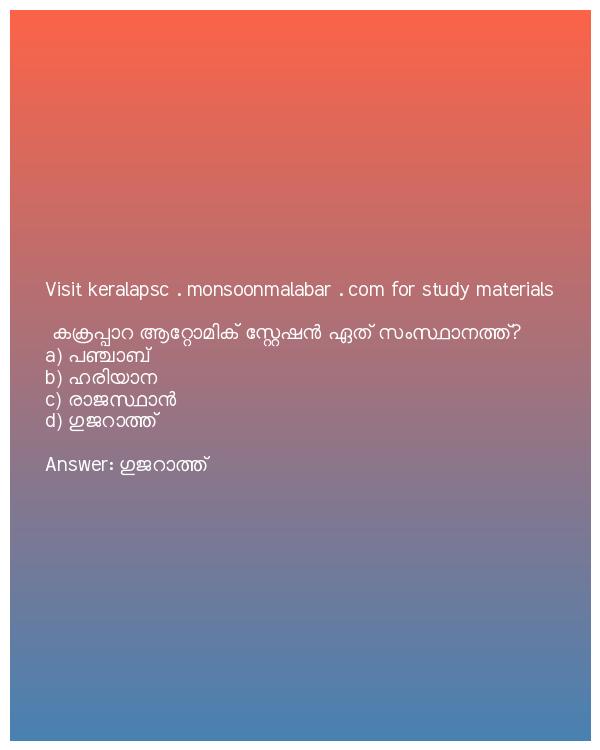 Visit keralapsc . monsoonmalabar . com for study materials
കക്രപ്പാറ ആറ്റോമിക് സ്റ്റേഷൻ ഏത് സംസ്ഥാനത്ത്?
a) പഞ്ചാബ്
b) ഹരിയാന
c) രാജസ്ഥാൻ
d) ഗുജറാത്ത്
Answer: ഗുജറാത്ത്